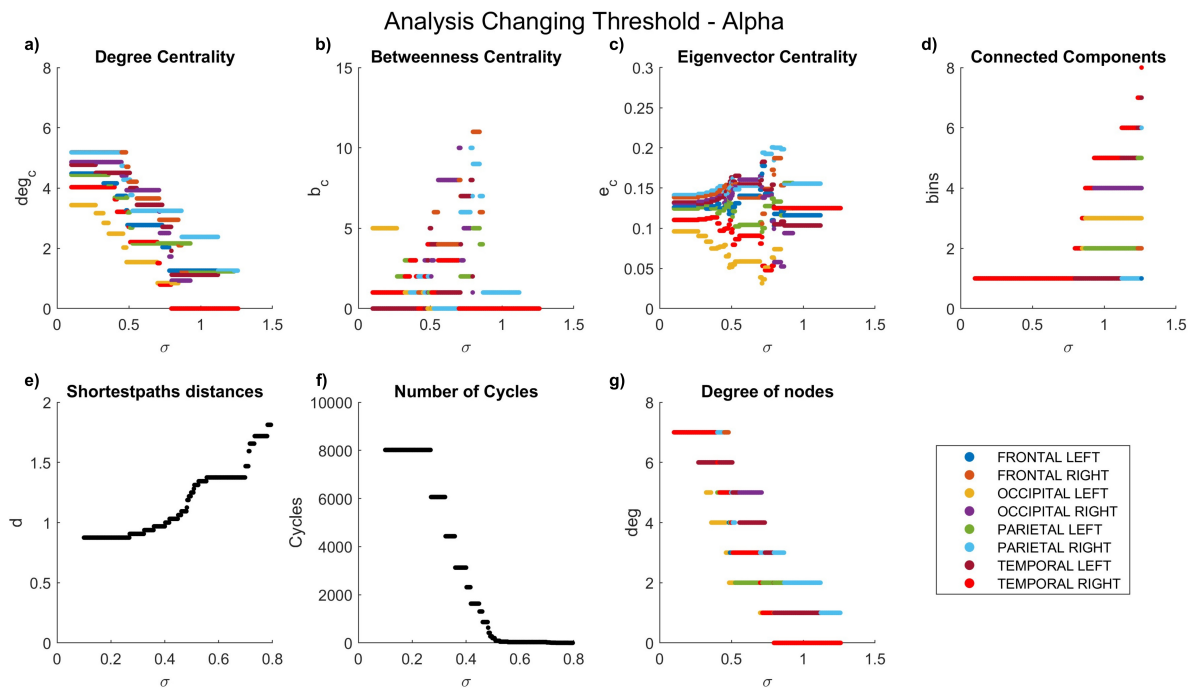 Analysis Changing Threshold - Alpha
a) Degree Centrality
8
6
4
2
0
deg_c
0 0.5 1 1.5
σ
b) Betweenness Centrality
15
10
5
0
b_c
0 0.5 1 1.5
σ
c) Eigenvector Centrality
0.3
0.25
0.2
0.15
0.1
0.05
0
e_c
0 0.5 1 1.5
σ
d) Connected Components
8
6
4
2
0
bins
0 0.5 1 1.5
σ
e) Shortestpaths distances
2
1.5
1
0.5
0
d
0 0.2 0.4 0.6 0.8
σ
f) Number of Cycles
10000
8000
6000
4000
2000
0
Cycles
0 0.2 0.4 0.6 0.8
σ
g) Degree of nodes
8
6
4
2
0
deg
0 0.5 1 1.5
σ
FRONTAL LEFT
FRONTAL RIGHT
OCCIPITAL LEFT
OCCIPITAL RIGHT
PARIETAL LEFT
PARIETAL RIGHT
TEMPORAL LEFT
TEMPORAL RIGHT